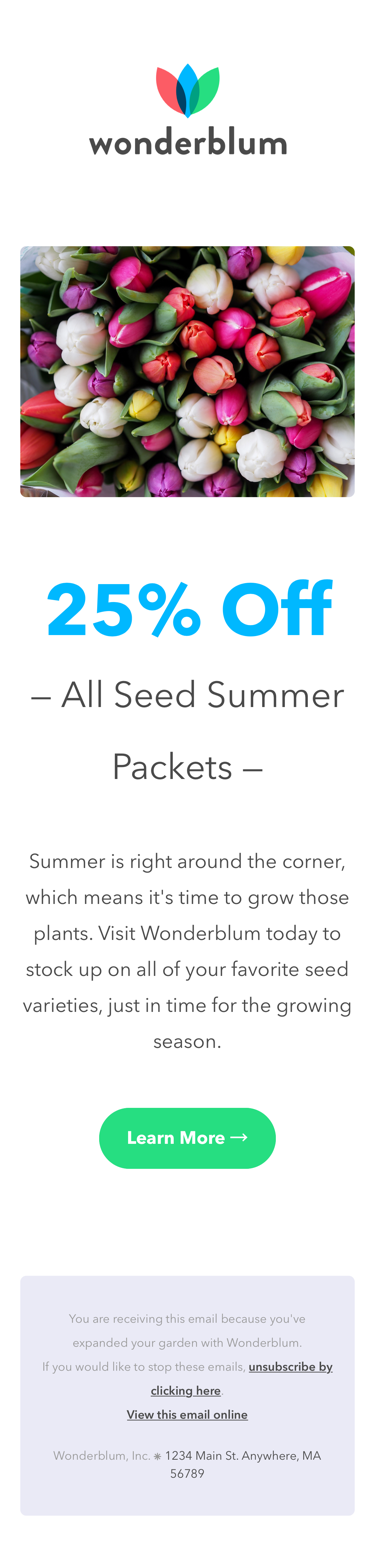 wonderblum
25% Off
– All Seed Summer
Packets –
Summer is right around the corner,
which means it's time to grow those
plants. Visit Wonderblum today to
stock up on all of your favorite seed
varieties, just in time for the growing
season.
Learn More →
You are receiving this email because you've
expanded your garden with Wonderblum.
If you would like to stop these emails, unsubscribe by
clicking here.
View this email online
Wonderblum, Inc. ⁕ 1234 Main St. Anywhere, MA
56789